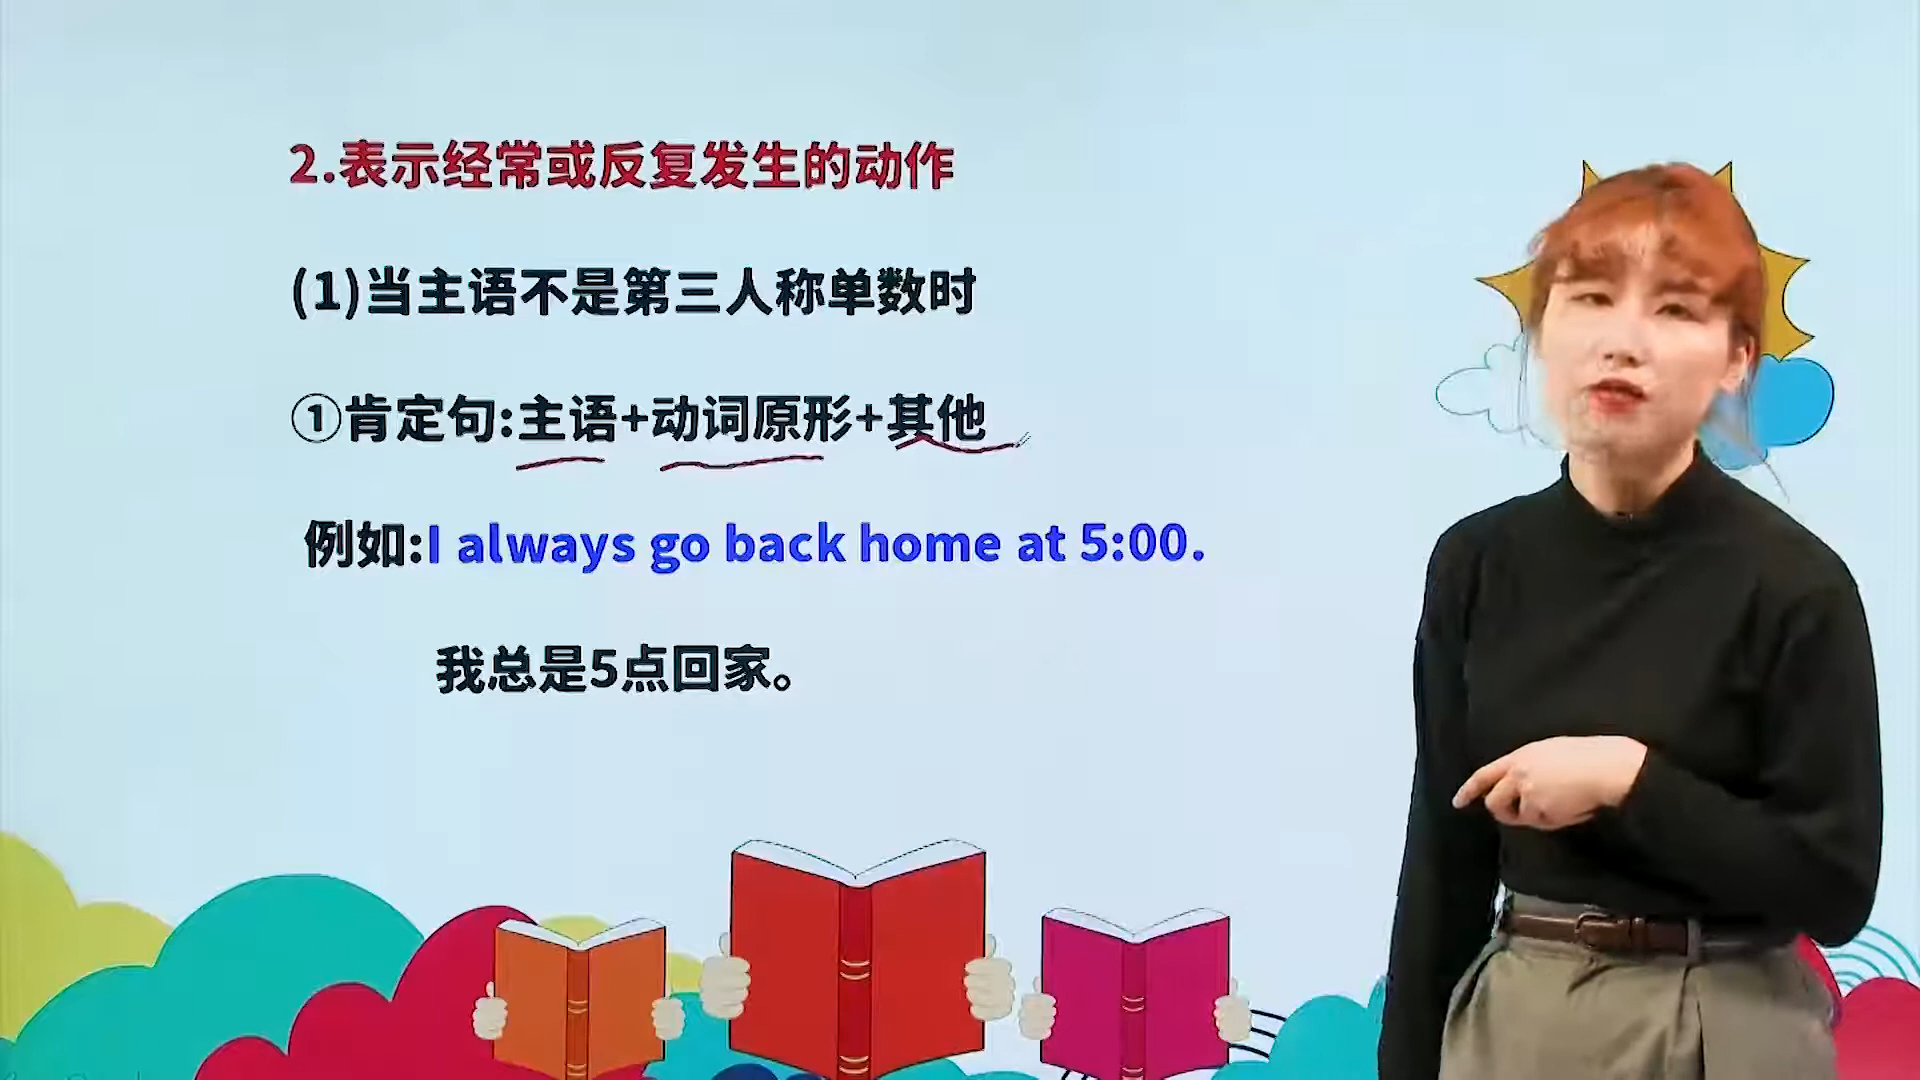 2.表示经常或反复发生的动作
(1)当主语不是第三人称单数时
①肯定句:主语+动词原形+其他
例如:I always go back home at 5:00.
我总是5点回家。